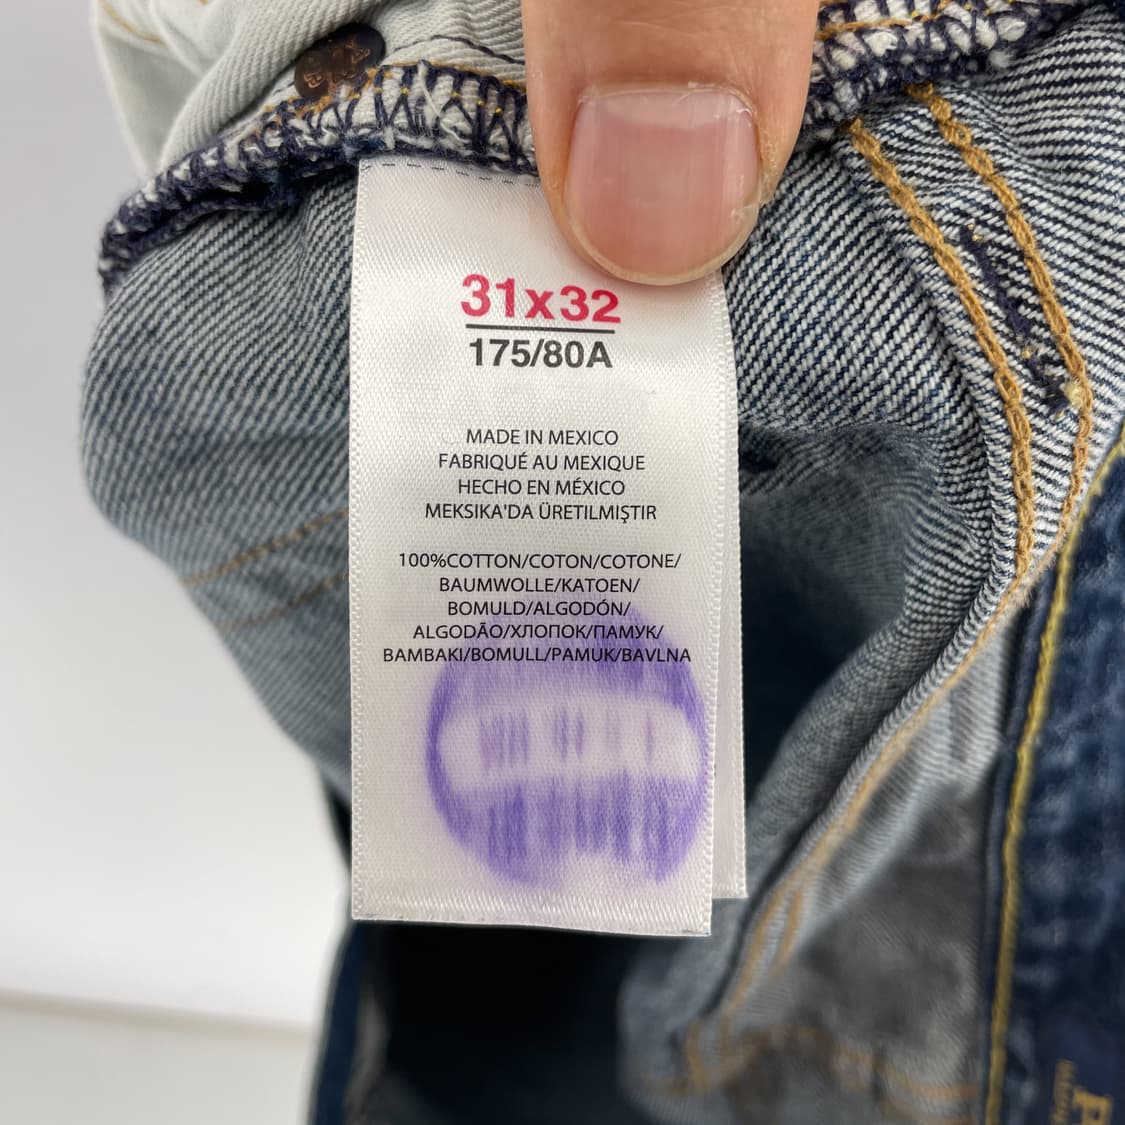 31x32
175/80A
MADE IN MEXICO
FABRIQUÉ AU MEXIQUE
HECHO EN MÉXICO
MEKSIKA'DA ÜRETILMIŞTIR
100%COTTON/COTON/COTONE/
BAUMWOLLE/KATOEN/
BOMULD/ALGODÓN/
ALGODÃO/ХЛОПОК/ПАМУК/
BAMBAKI/BOMULL/PAMUK/BAVLNA